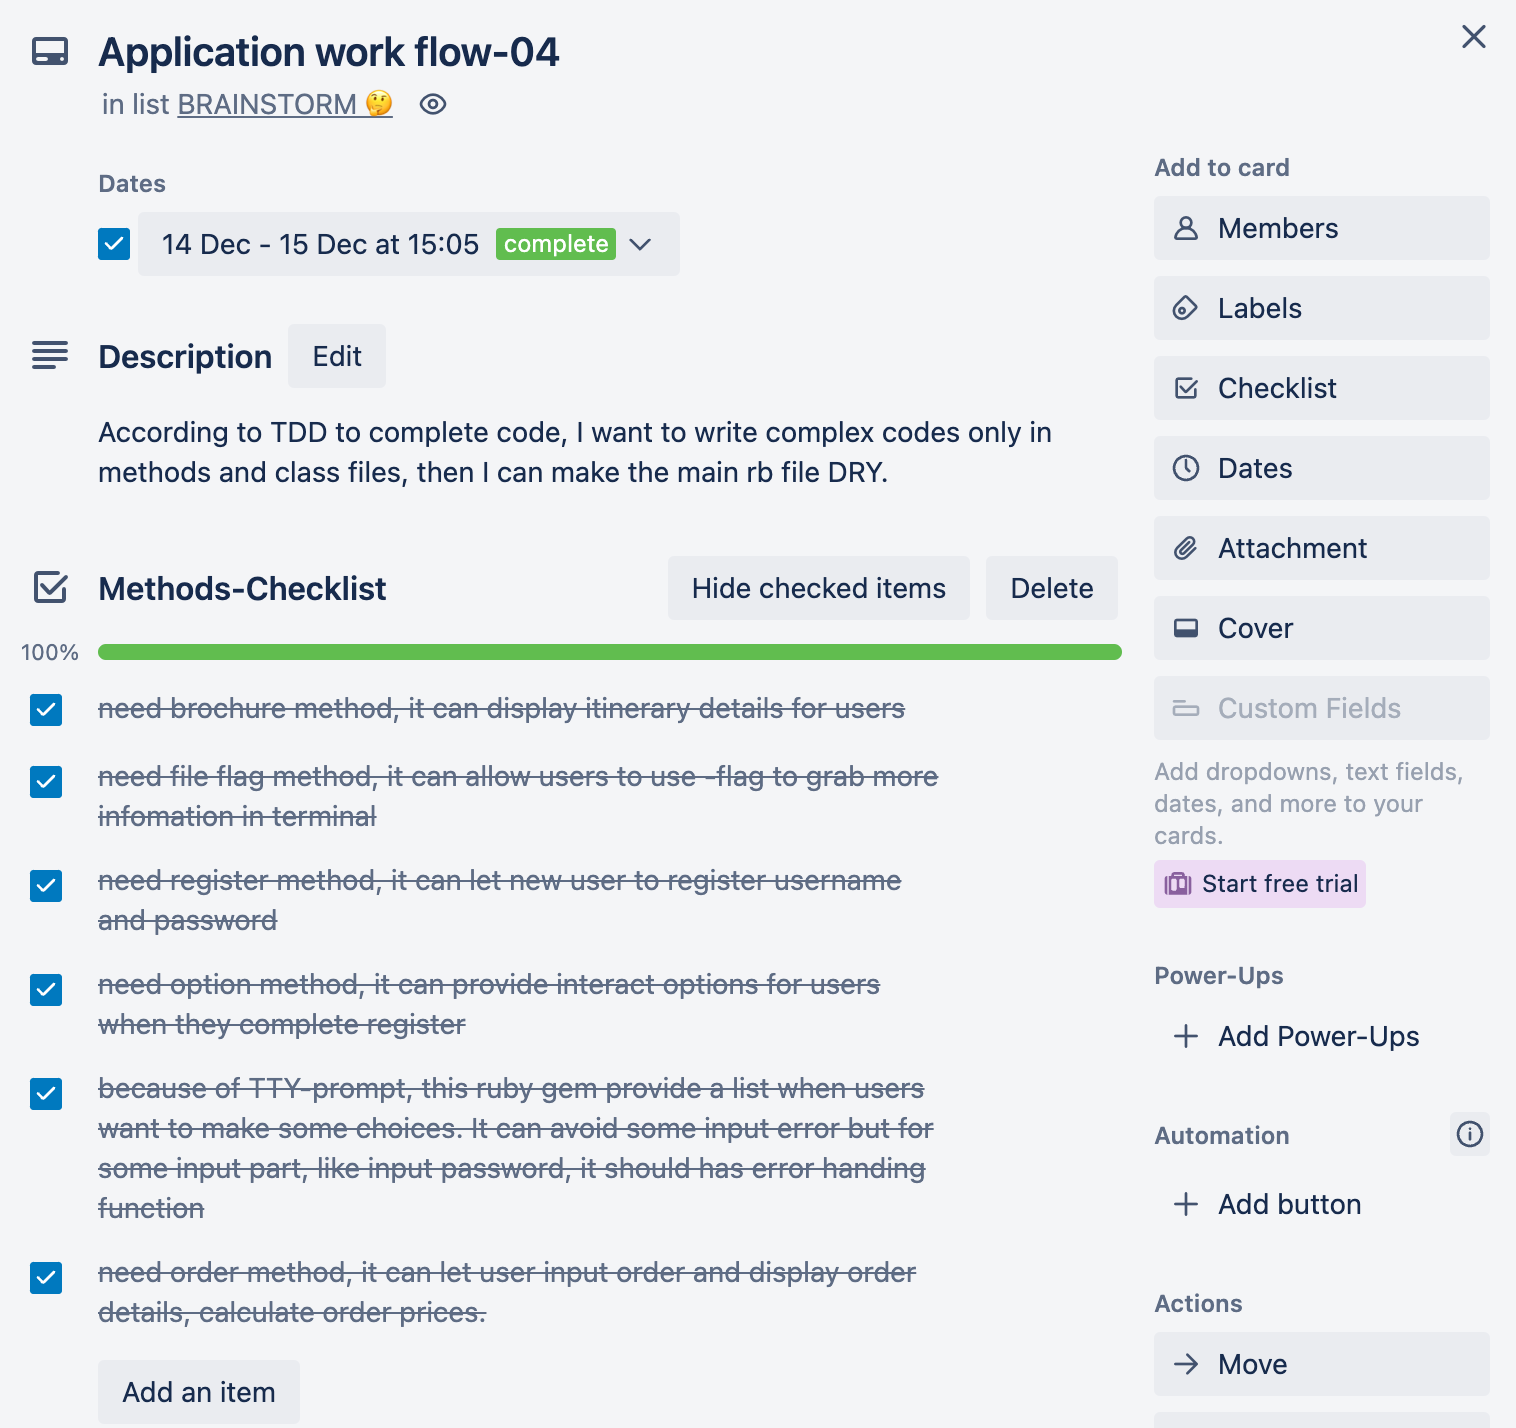 Application work flow-04
in list BRAINSTORM 🤔
Dates
14 Dec - 15 Dec at 15:05 complete
Description Edit
According to TDD to complete code, I want to write complex codes only in
methods and class files, then I can make the main rb file DRY.
Methods-Checklist Hide checked items Delete
100%
need brochure method, it can display itinerary details for users
need file flag method, it can allow users to use -flag to grab more
infomation in terminal
need register method, it can let new user to register username
and password
need option method, it can provide interact options for users
when they complete register
because of TTY-prompt, this ruby gem provide a list when users
want to make some choices. It can avoid some input error but for
some input part, like input password, it should has error handing
function
need order method, it can let user input order and display order
details, calculate order prices.
Add an item
Add to card
Members
Labels
Checklist
Dates
Attachment
Cover
Custom Fields
Add dropdowns, text fields,
dates, and more to your
cards.
Start free trial
Power-Ups
Add Power-Ups
Automation
Add button
Actions
Move